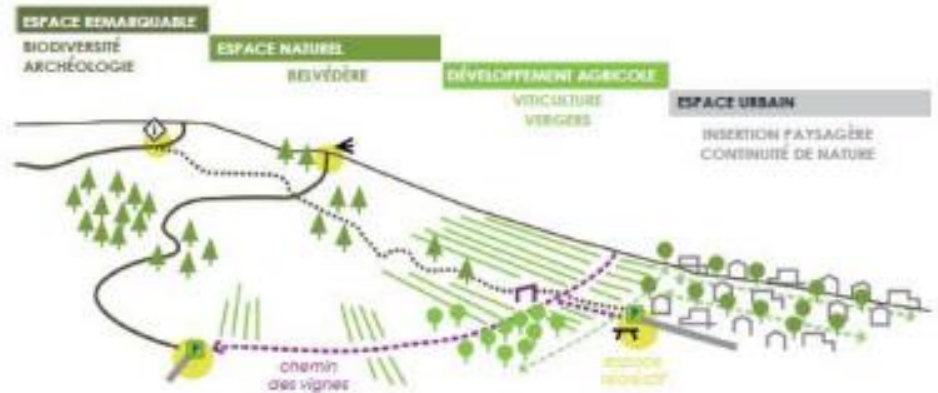 ESPACE REMARQUABLE
BIODIVERSITÉ
ARCHÉOLOGIE
ESPACE NATUREL
BELVÉDÈRE
DÉVELOPPEMENT AGRICOLE
VITICULTURE
VERGERS
ESPACE URBAIN
INSERTION PAYSAGÈRE
CONTINUITÉ DE NATURE
i
P
P
chemin
des vignes